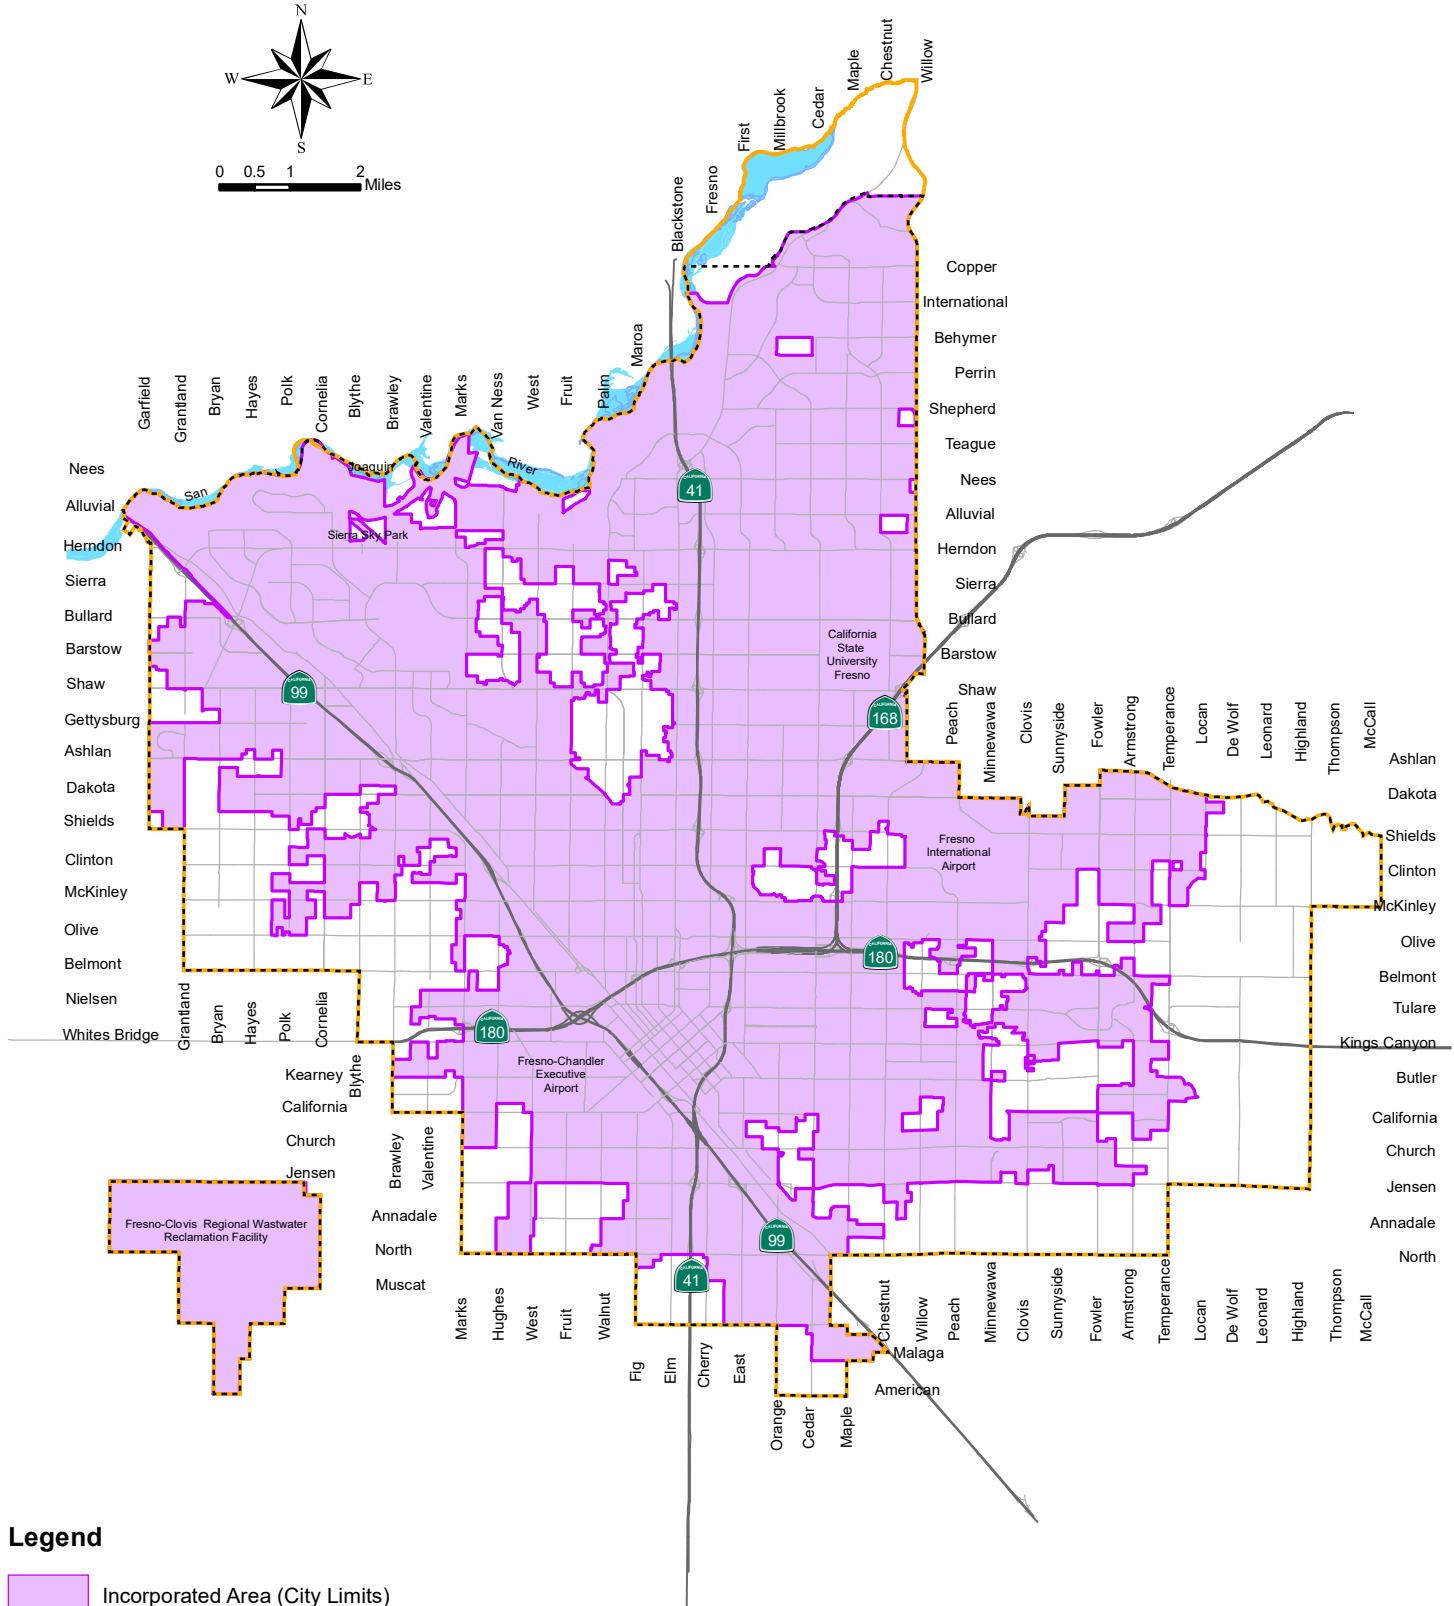 N
W
E
S
0
0.5
1
2
Miles
Blackstone
Fresno
First
Millbrook
Cedar
Maple
Chestnut
Willow
Copper
International
Behymer
Perrin
Shepherd
Teague
Nees
Alluvial
Herndon
Sierra
Bullard
Barstow
Shaw
Garfield
Grantland
Bryan
Hayes
Polk
Cornelia
Blythe
Brawley
Valentine
Marks
Van Ness
West
Fruit
Palm
Maroa
San
Joaquin
River
Sierra Sky Park
Nees
Alluvial
Herndon
Sierra
Bullard
Barstow
Shaw
Gettysburg
Ashlan
Dakota
Shields
Clinton
McKinley
Olive
Belmont
Nielsen
Whites Bridge
CALIFORNIA
41
CALIFORNIA
99
California
State
University
Fresno
CALIFORNIA
168
Peach
Minnewawa
Clovis
Sunnyside
Fowler
Armstrong
Temperance
Locan
De Wolf
Leonard
Highland
Thompson
McCall
Ashlan
Dakota
Shields
Clinton
McKinley
Olive
Belmont
Tulare
Kings Canyon
Butler
California
Church
Jensen
Annadale
North
Fresno
International
Airport
CALIFORNIA
180
CALIFORNIA
180
Grantland
Bryan
Hayes
Polk
Cornelia
Blythe
Kearney
California
Church
Jensen
Brawley
Valentine
Annadale
North
Muscat
Fresno-Chandler
Executive
Airport
Fresno-Clovis Regional Wastwater
Reclamation Facility
CALIFORNIA
99
CALIFORNIA
41
Marks
Hughes
West
Fruit
Walnut
Fig
Elm
Cherry
East
Orange
Cedar
Maple
Chestnut
Willow
Peach
Minnewawa
Clovis
Sunnyside
Fowler
Armstrong
Temperance
Locan
De Wolf
Leonard
Highland
Thompson
McCall
Malaga
American
Legend
Incorporated Area (City Limits)